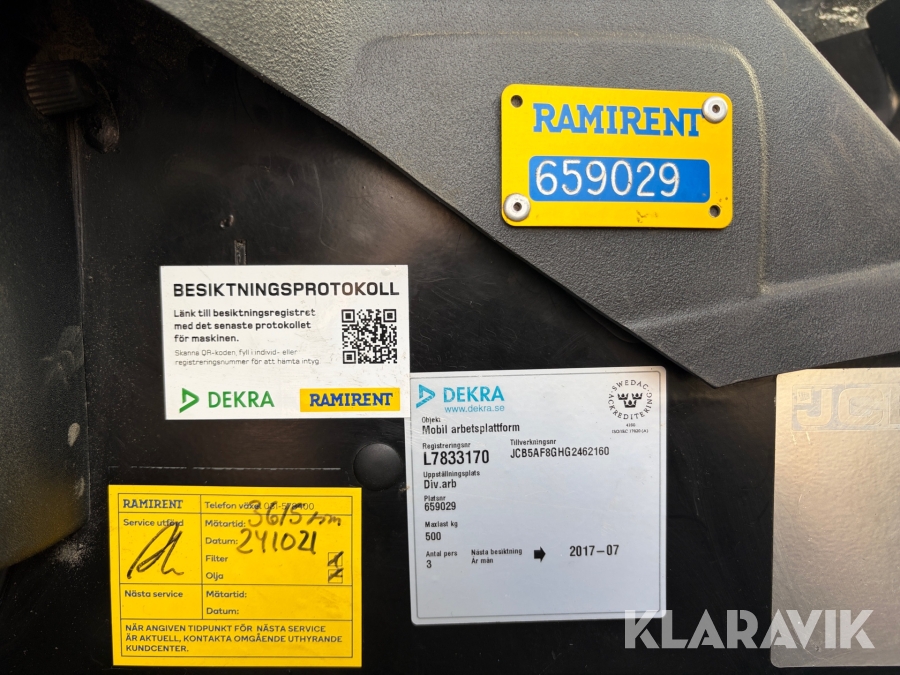 RAMIRENT
659029
BESIKTNINGSPROTOKOLL
Länk till besiktningsregistret
med det senaste protokollet
för maskinen.
Skanna QR-koden, fyll i individ- eller
registreringsnummer för att hämta intyg
DEKRA
RAMIRENT
DEKRA
www.dekra.se
SWEDAC
ACKREDITERING
Objekt
Mobil arbetsplattform
Registreringsnr
Tillverkningsnr
L7833170
JCB5AF8GHG2462160
Uppställningsplats
Div.arb
Platsnr
659029
Maxlast kg
500
Antal pers
Nästa besiktning
År mån
2017-07
3
RAMIRENT
Telefon växel
Service utförd
Mätartid: 3615
Datum: 241021
Filter
Olja
Nästa service
Mätartid:
Datum:
NÄR ANGIVEN TIDPUNKT FÖR NÄSTA SERVICE
ÄR AKTUELL, KONTAKTA OMGÅENDE UTHYRANDE
KUNDCENTER.
KLARAVIK